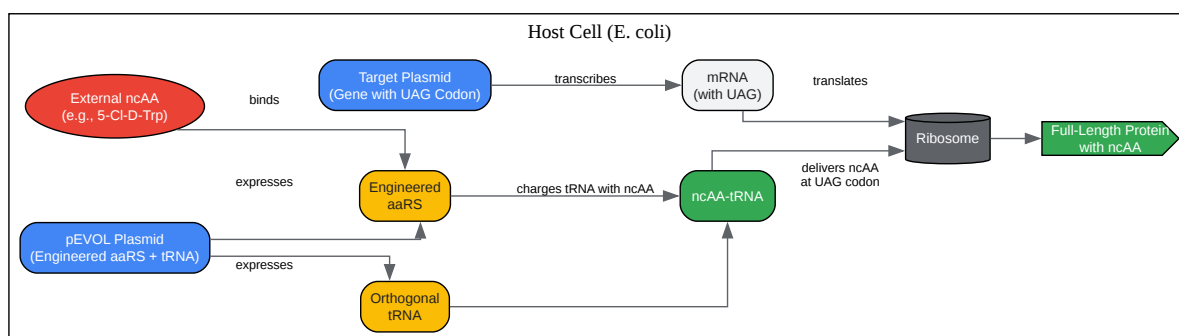 Host Cell (E. coli)
External ncAA
(e.g., 5-Cl-D-Trp)
binds
Target Plasmid
(Gene with UAG Codon)
transcribes
mRNA
(with UAG)
translates
Ribosome
Full-Length Protein
with ncAA
expresses
Engineered
aaRS
charges tRNA with ncAA
ncAA-tRNA
delivers ncAA
at UAG codon
pEVOL Plasmid
(Engineered aaRS + tRNA)
expresses
Orthogonal
tRNA